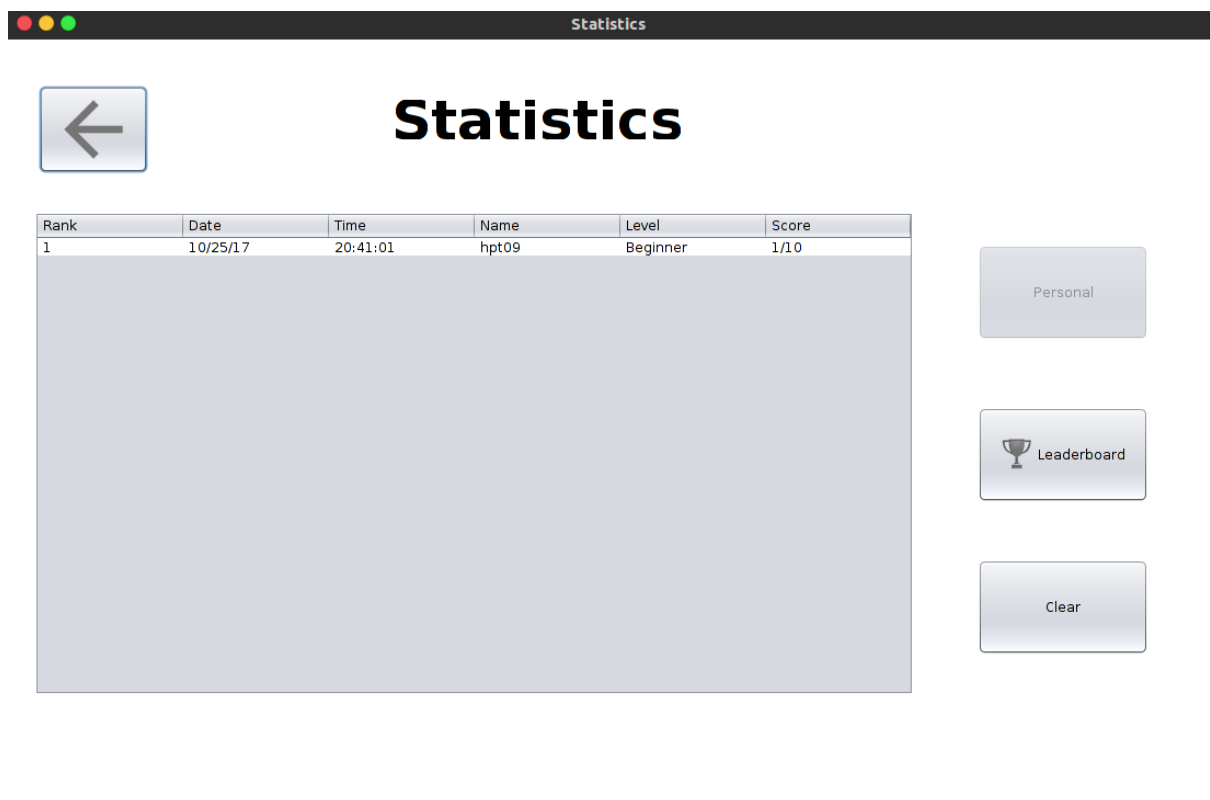 Statistics
Statistics
Rank Date Time Name Level Score
1 10/25/17 20:41:01 hpt09 Beginner 1/10
Personal
Leaderboard
Clear